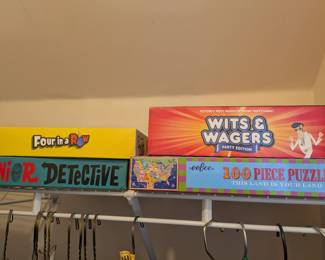 Four in a Row
NIOR DETECTIVE
WITS &
WAGERS
PARTY EDITION
eeBoo
100 PIECE PUZZLE
THIS LAND IS YOUR LAND